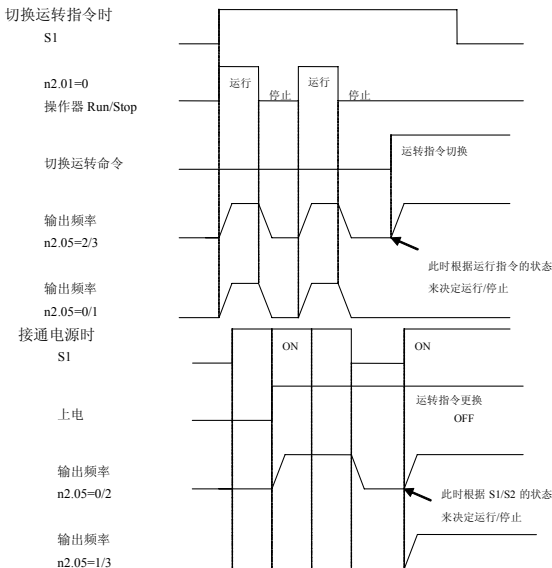 切换运转指令时
S1
n2.01=0
操作器 Run/Stop
运行
停止
运行
停止
切换运转命令
运转指令切换
输出频率
n2.05=2/3
此时根据运行指令的状态
来决定运行/停止
输出频率
n2.05=0/1
接通电源时
S1
ON
ON
上电
运转指令更换
OFF
输出频率
n2.05=0/2
此时根据 S1/S2 的状态
来决定运行/停止
输出频率
n2.05=1/3